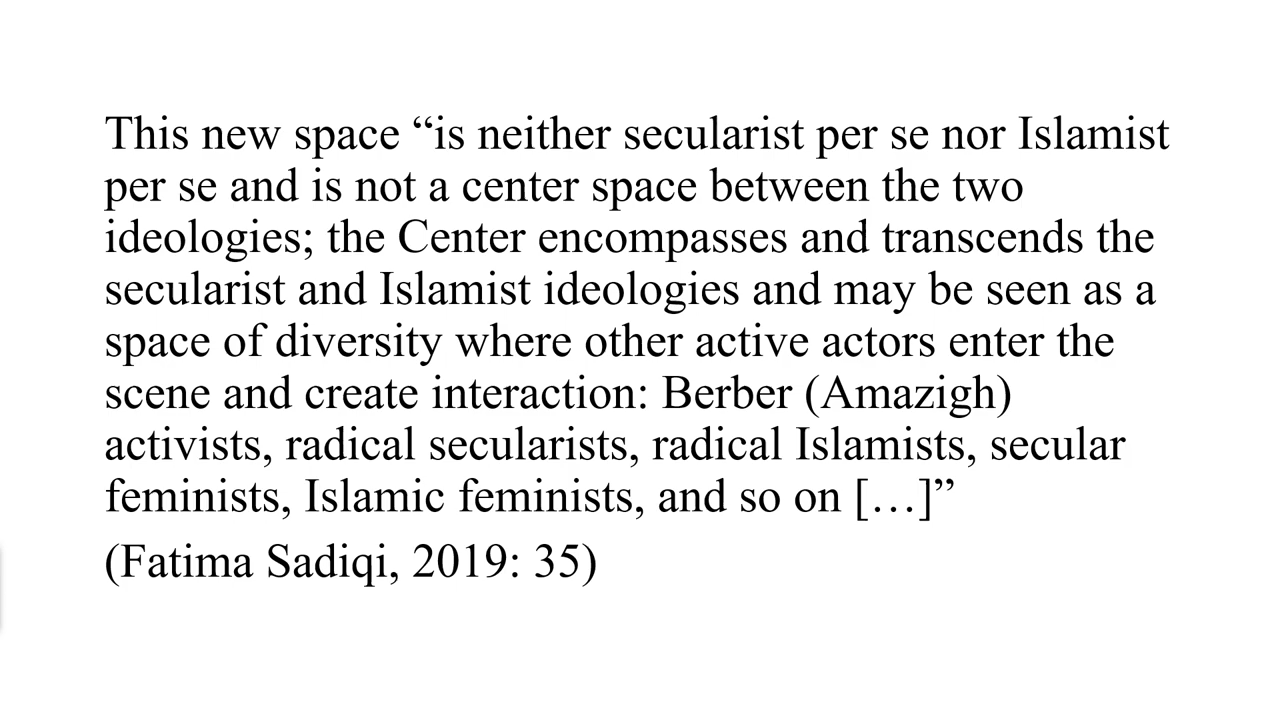 This new space “is neither secularist per se nor Islamist
per se and is not a center space between the two
ideologies; the Center encompasses and transcends the
secularist and Islamist ideologies and may be seen as a
space of diversity where other active actors enter the
scene and create interaction: Berber (Amazigh)
activists, radical secularists, radical Islamists, secular
feminists, Islamic feminists, and so on […]”
(Fatima Sadiqi, 2019: 35)